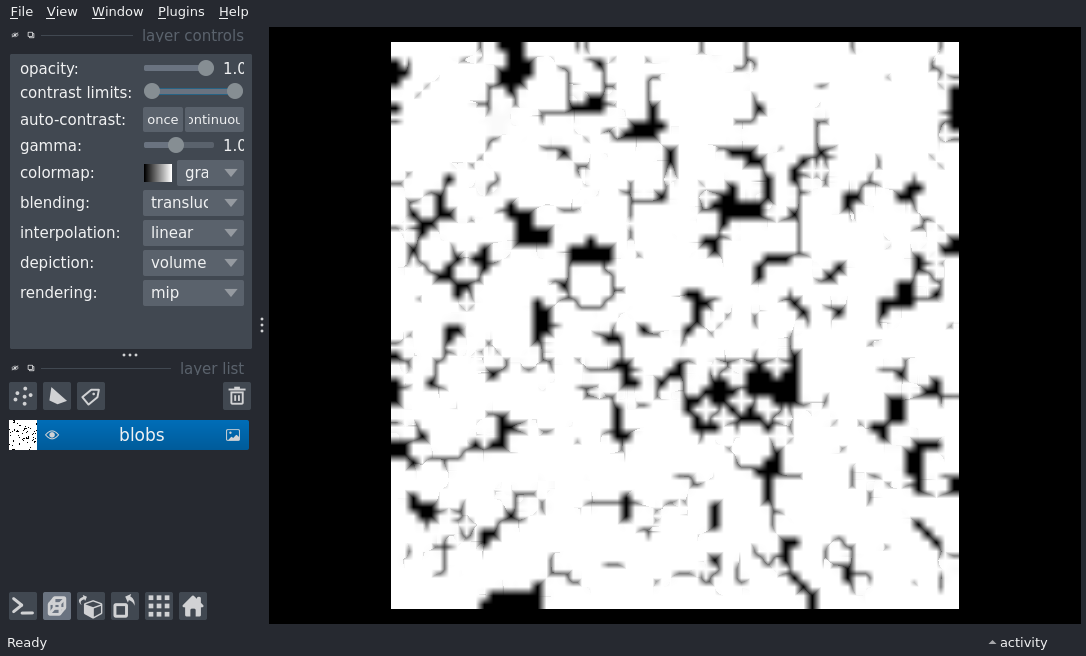 File View Window Plugins Help
layer controls
opacity: 1.0
contrast limits:
auto-contrast: once ontinuou
gamma: 1.0
colormap: gra
blending: transluc
interpolation: linear
depiction: volume
rendering: mip
layer list
blobs
Ready
activity